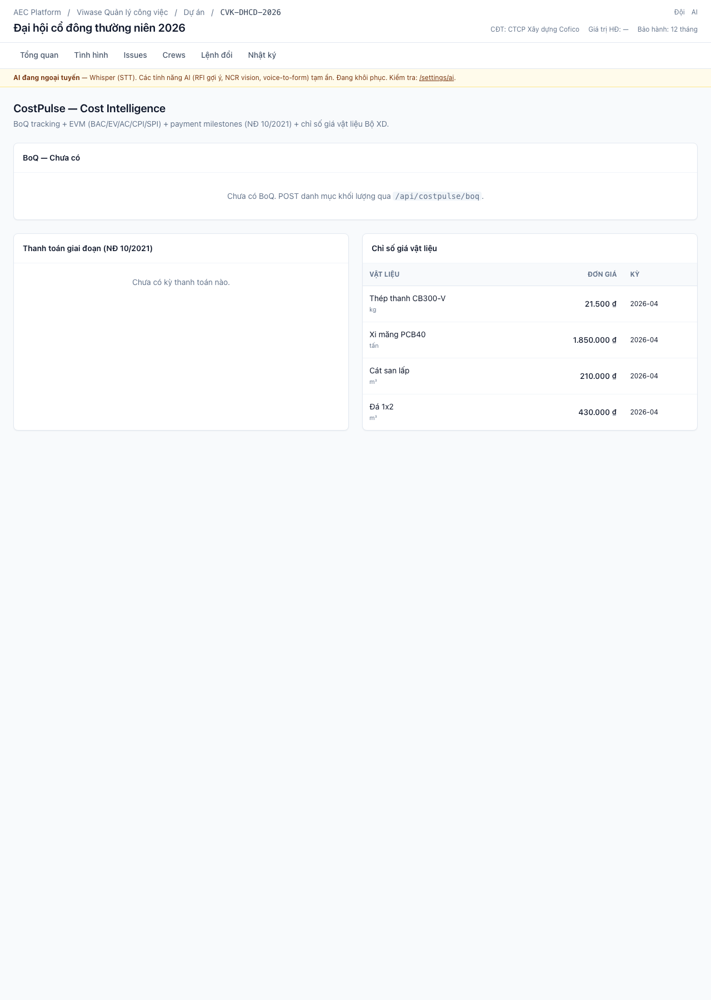 AEC Platform / Viwase Quản lý công việc / Dự án / CVK-DHCD-2026
Đội AI
Đại hội cổ đông thường niên 2026
CĐT: CTCP Xây dựng Cofico Giá trị HĐ: — Bảo hành: 12 tháng
Tổng quan Tình hình Issues Crews Lệnh đổi Nhật ký
AI đang ngoại tuyến — Whisper (STT). Các tính năng AI (RFI gợi ý, NCR vision, voice-to-form) tạm ẩn. Đang khôi phục. Kiểm tra: /settings/ai.
CostPulse — Cost Intelligence
BoQ tracking + EVM (BAC/EV/AC/CPI/SPI) + payment milestones (NĐ 10/2021) + chỉ số giá vật liệu Bộ XD.
BoQ — Chưa có
Chưa có BoQ. POST danh mục khối lượng qua /api/costpulse/boq.
Thanh toán giai đoạn (NĐ 10/2021)
Chưa có kỳ thanh toán nào.
Chỉ số giá vật liệu
VẬT LIỆU ĐƠN GIÁ KỲ
Thép thanh CB300-V 21.500 ₫ 2026-04
kg
Xi măng PCB40 1.850.000 ₫ 2026-04
tấn
Cát san lấp 210.000 ₫ 2026-04
m³
Đá 1x2 430.000 ₫ 2026-04
m³